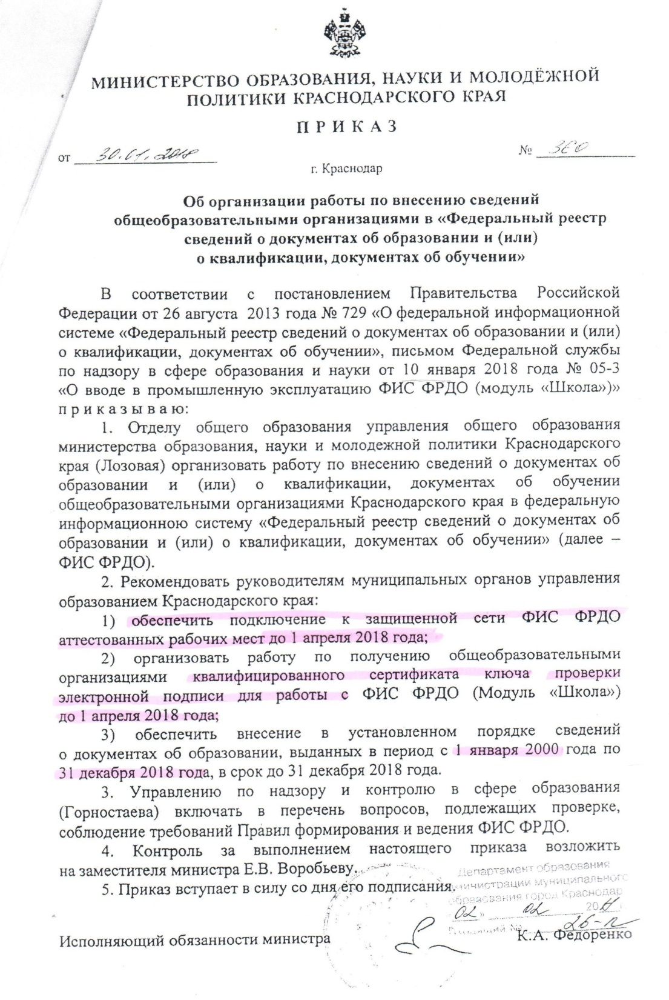 МИНИСТЕРСТВО ОБРАЗОВАНИЯ, НАУКИ И МОЛОДЁЖНОЙ
ПОЛИТИКИ КРАСНОДАРСКОГО КРАЯ
П Р И К А З
от 30.01.2018 № 360
г. Краснодар
Об организации работы по внесению сведений
общеобразовательными организациями в «Федеральный реестр
сведений о документах об образовании и (или)
о квалификации, документах об обучении»
В соответствии с постановлением Правительства Российской
Федерации от 26 августа 2013 года № 729 «О федеральной информационной
системе «Федеральный реестр сведений о документах об образовании и (или)
о квалификации, документах об обучении», письмом Федеральной службы
по надзору в сфере образования и науки от 10 января 2018 года № 05-3
«О вводе в промышленную эксплуатацию ФИС ФРДО (модуль «Школа»)»
п р и к а з ы в а ю:
1. Отделу общего образования управления общего образования
министерства образования, науки и молодежной политики Краснодарского
края (Лозовая) организовать работу по внесению сведений о документах об
образовании и (или) о квалификации, документах об обучении
общеобразовательными организациями Краснодарского края в федеральную
информационною систему «Федеральный реестр сведений о документах об
образовании и (или) о квалификации, документах об обучении» (далее –
ФИС ФРДО).
2. Рекомендовать руководителям муниципальных органов управления
образованием Краснодарского края:
1) обеспечить подключение к защищенной сети ФИС ФРДО
аттестованных рабочих мест до 1 апреля 2018 года;
2) организовать работу по получению общеобразовательными
организациями квалифицированного сертификата ключа проверки
электронной подписи для работы с ФИС ФРДО (Модуль «Школа»)
до 1 апреля 2018 года;
3) обеспечить внесение в установленном порядке сведений
о документах об образовании, выданных в период с 1 января 2000 года по
31 декабря 2018 года, в срок до 31 декабря 2018 года.
3. Управлению по надзору и контролю в сфере образования
(Горностаева) включать в перечень вопросов, подлежащих проверке,
соблюдение требований Правил формирования и ведения ФИС ФРДО.
4. Контроль за выполнением настоящего приказа возложить
на заместителя министра Е.В. Воробьеву.
5. Приказ вступает в силу со дня его подписания.
Департамент образования
администрации муниципального
образования город Краснодар
02 » 02 20
26-п
Исполняющий обязанности министра К.А. Федоренко